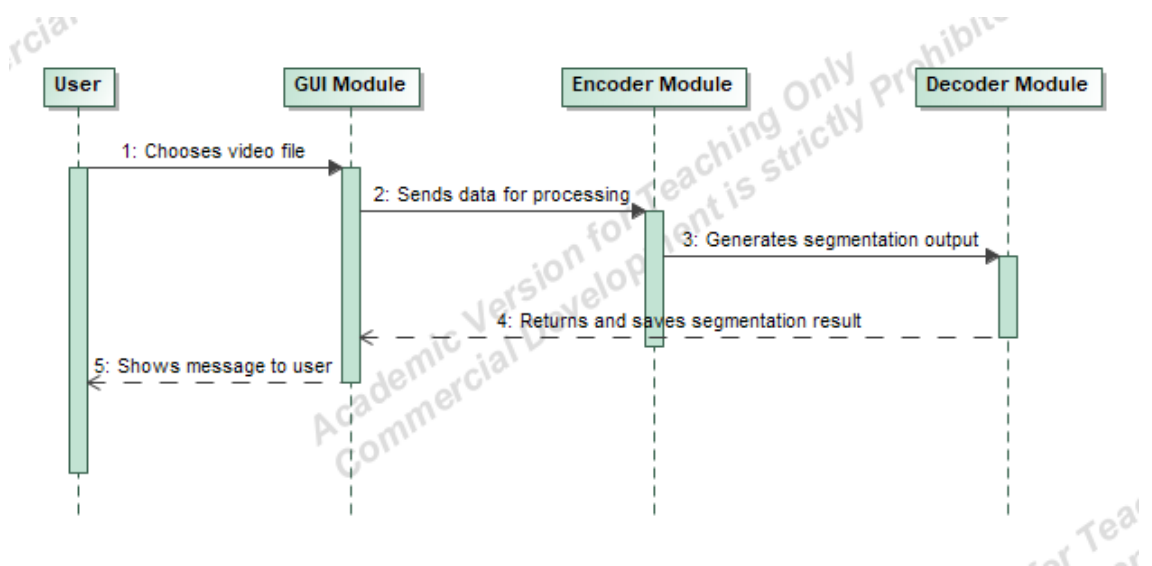 User
GUI Module
Encoder Module
Decoder Module
1: Chooses video file
2: Sends data for processing
3: Generates segmentation output
4: Returns and saves segmentation result
5: Shows message to user
Academic Version for Teaching Only
Commercial Development is strictly Prohibited